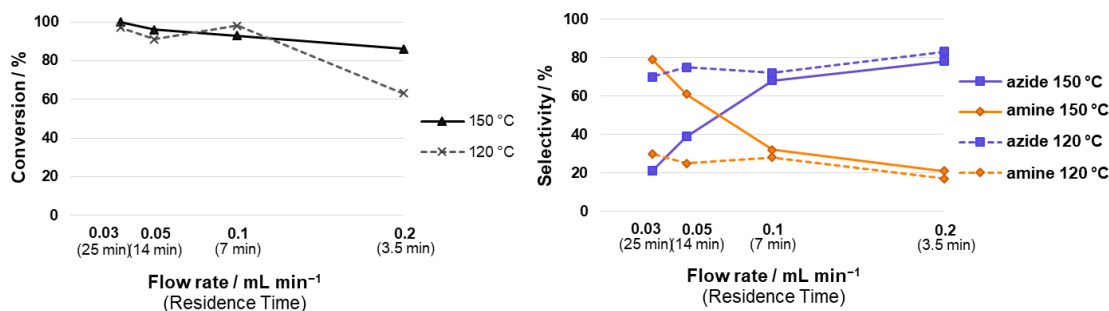 Conversion / %
100
80
60
40
20
0
0.03 0.05 0.1 0.2
(25 min) (14 min) (7 min) (3.5 min)
Flow rate / mL min⁻¹
(Residence Time)
150 °C
120 °C
Selectivity / %
100
80
60
40
20
0
0.03 0.05 0.1 0.2
(25 min) (14 min) (7 min) (3.5 min)
Flow rate / mL min⁻¹
(Residence Time)
azide 150 °C
amine 150 °C
azide 120 °C
amine 120 °C